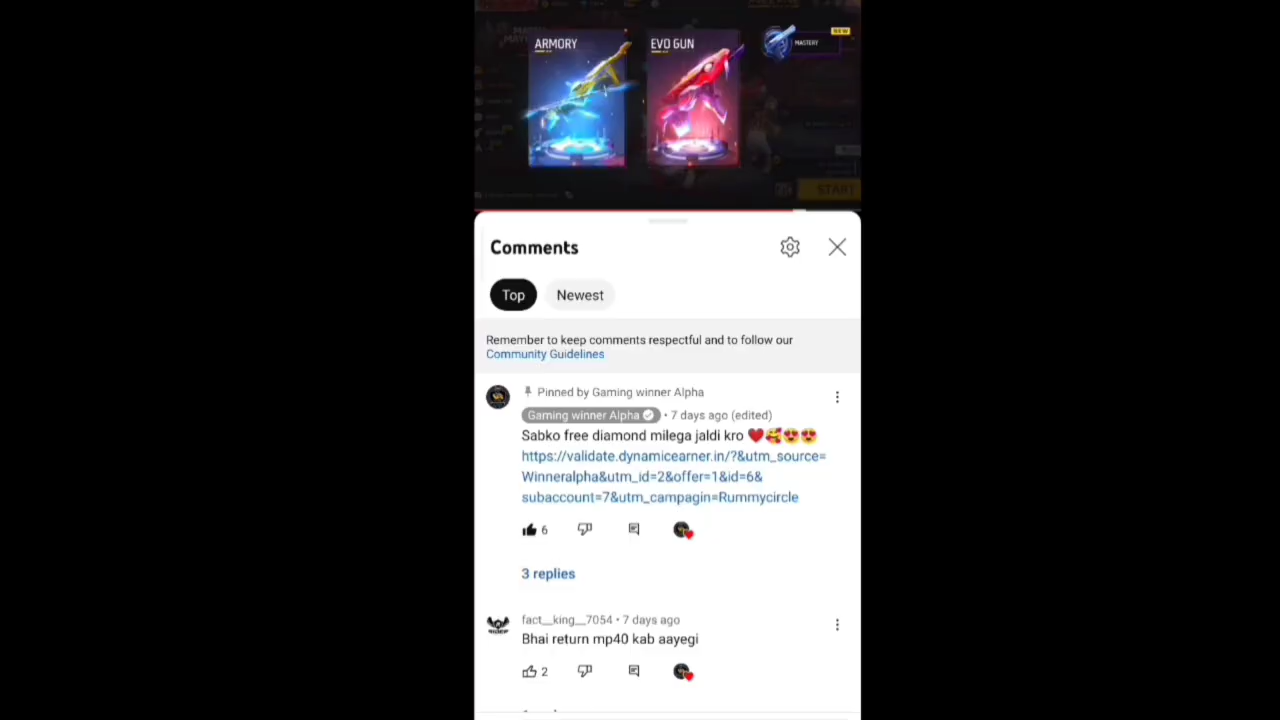 ARMORY
EVO GUN
MASTERY
NEW
START
Comments
Top
Newest
Remember to keep comments respectful and to follow our
Community Guidelines
Pinned by Gaming winner Alpha
Gaming winner Alpha • 7 days ago (edited)
Sabko free diamond milega jaldi kro ❤️🥰😍😍
https://validate.dynamicearner.in/?&utm_source=
Winneralpha&utm_id=2&offer=1&id=6&
subaccount=7&utm_campagin=Rummycircle
6
3 replies
fact__king__7054 • 7 days ago
Bhai return mp40 kab aayegi
2